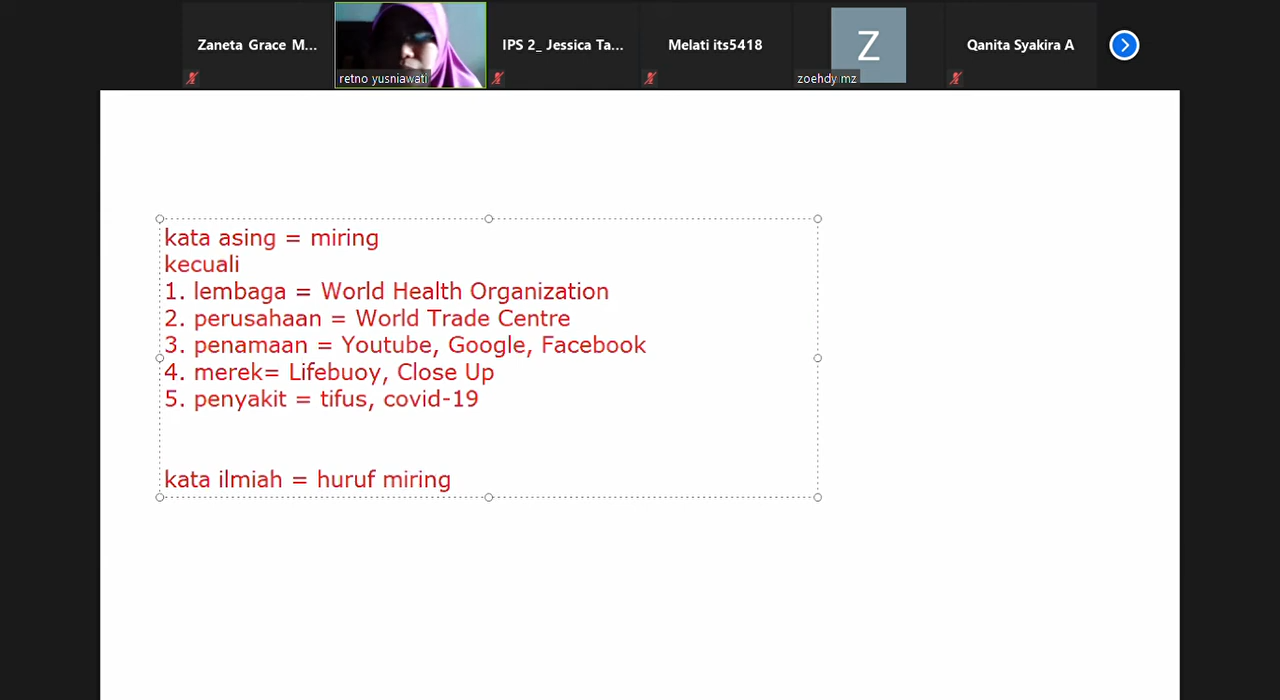 Zaneta Grace M...
retno yusniawati
IPS 2_ Jessica Ta...
Melati its5418
Z
zoehdy mz
Qanita Syakira A
kata asing = miring
kecuali
1. lembaga = World Health Organization
2. perusahaan = World Trade Centre
3. penamaan = Youtube, Google, Facebook
4. merek= Lifebuoy, Close Up
5. penyakit = tifus, covid-19
kata ilmiah = huruf miring